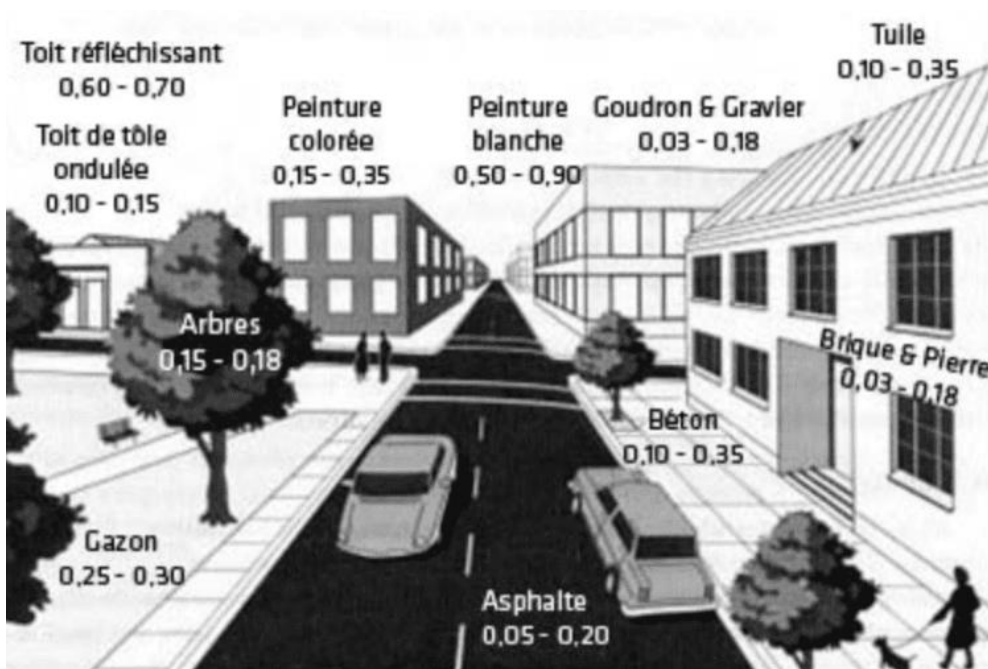 Toit réfléchissant
0,60 - 0,70
Toit de tôle
ondulée
0,10 - 0,15
Peinture
colorée
0,15 - 0,35
Peinture
blanche
0,50 - 0,90
Goudron & Gravier
0,03 - 0,18
Tuile
0,10 - 0,35
Arbres
0,15 - 0,18
Brique & Pierre
0,03 - 0,18
Béton
0,10 - 0,35
Gazon
0,25 - 0,30
Asphalte
0,05 - 0,20